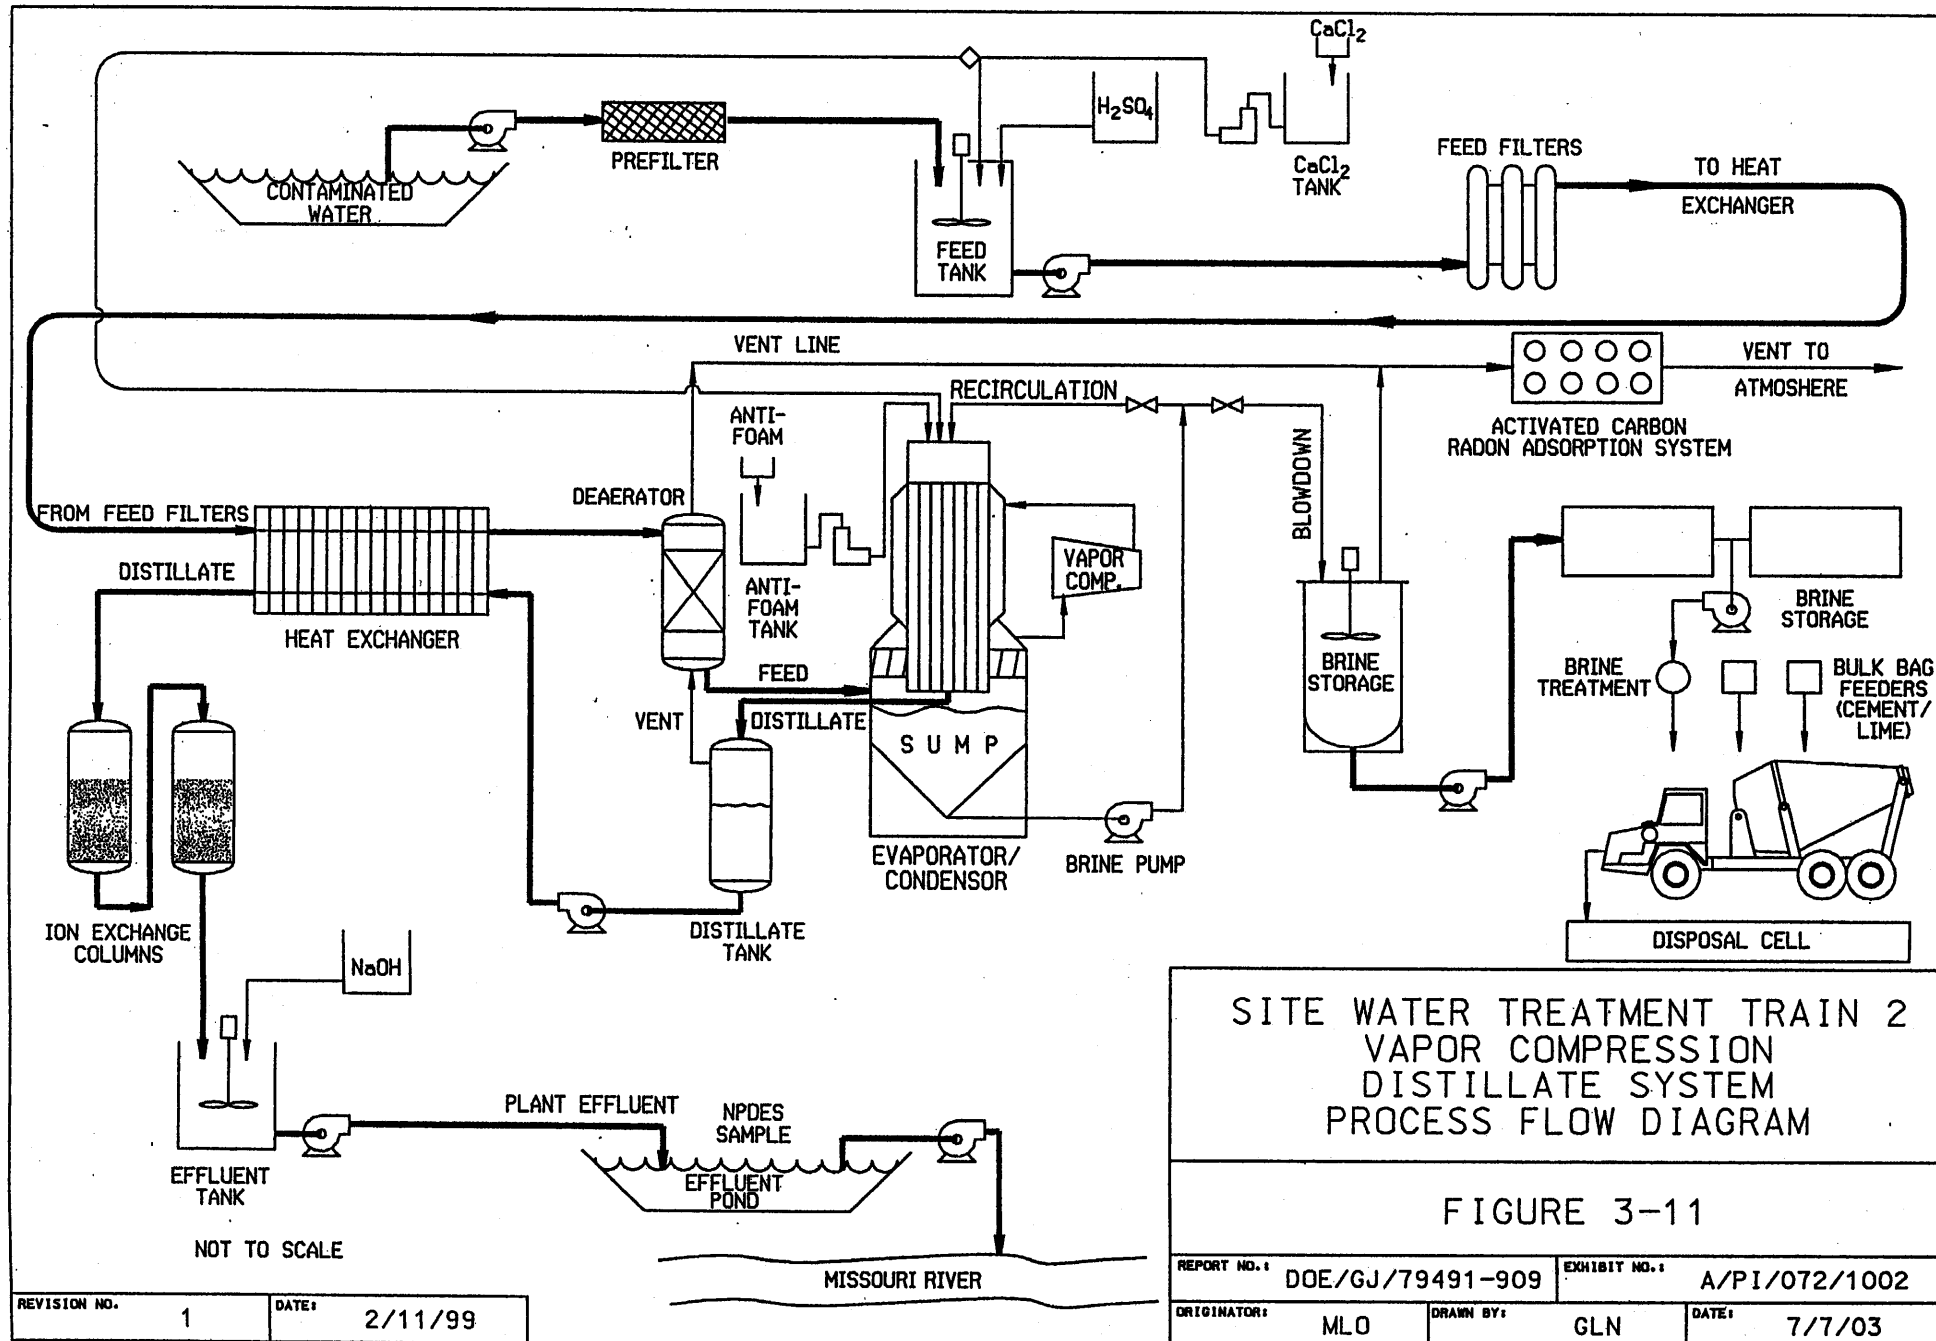 CaCl₂
H₂SO₄
CaCl₂
TANK
PREFILTER
CONTAMINATED
WATER
FEED
TANK
FEED FILTERS
TO HEAT
EXCHANGER
VENT LINE
RECIRCULATION
VENT TO
ATMOSHERE
ACTIVATED CARBON
RADON ADSORPTION SYSTEM
ANTI-
FOAM
DEAERATOR
BLOWDOWN
FROM FEED FILTERS
DISTILLATE
HEAT EXCHANGER
ANTI-
FOAM
TANK
VAPOR
COMP.
BRINE
STORAGE
BRINE
STORAGE
BRINE
TREATMENT
BULK BAG
FEEDERS
(CEMENT/
LIME)
FEED
VENT
DISTILLATE
SUMP
EVAPORATOR/
CONDENSOR
BRINE PUMP
ION EXCHANGE
COLUMNS
DISTILLATE
TANK
DISPOSAL CELL
NaOH
EFFLUENT
TANK
PLANT EFFLUENT
NPDES
SAMPLE
EFFLUENT
POND
MISSOURI RIVER
NOT TO SCALE
SITE WATER TREATMENT TRAIN 2
VAPOR COMPRESSION
DISTILLATE SYSTEM
PROCESS FLOW DIAGRAM
FIGURE 3-11
REPORT NO.: DOE/GJ/79491-909 EXHIBIT NO.: A/PI/072/1002
ORIGINATOR: MLO DRAWN BY: GLN DATE: 7/7/03
REVISION NO. 1 DATE: 2/11/99